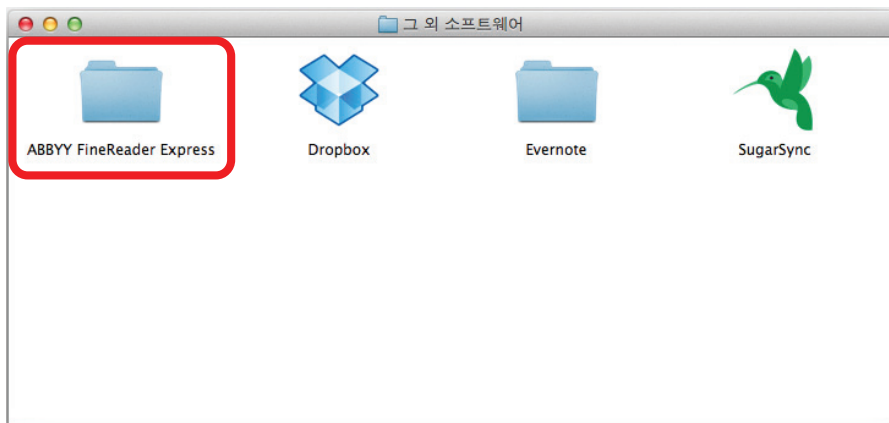 그 외 소프트웨어
ABBYY FineReader Express
Dropbox
Evernote
SugarSync